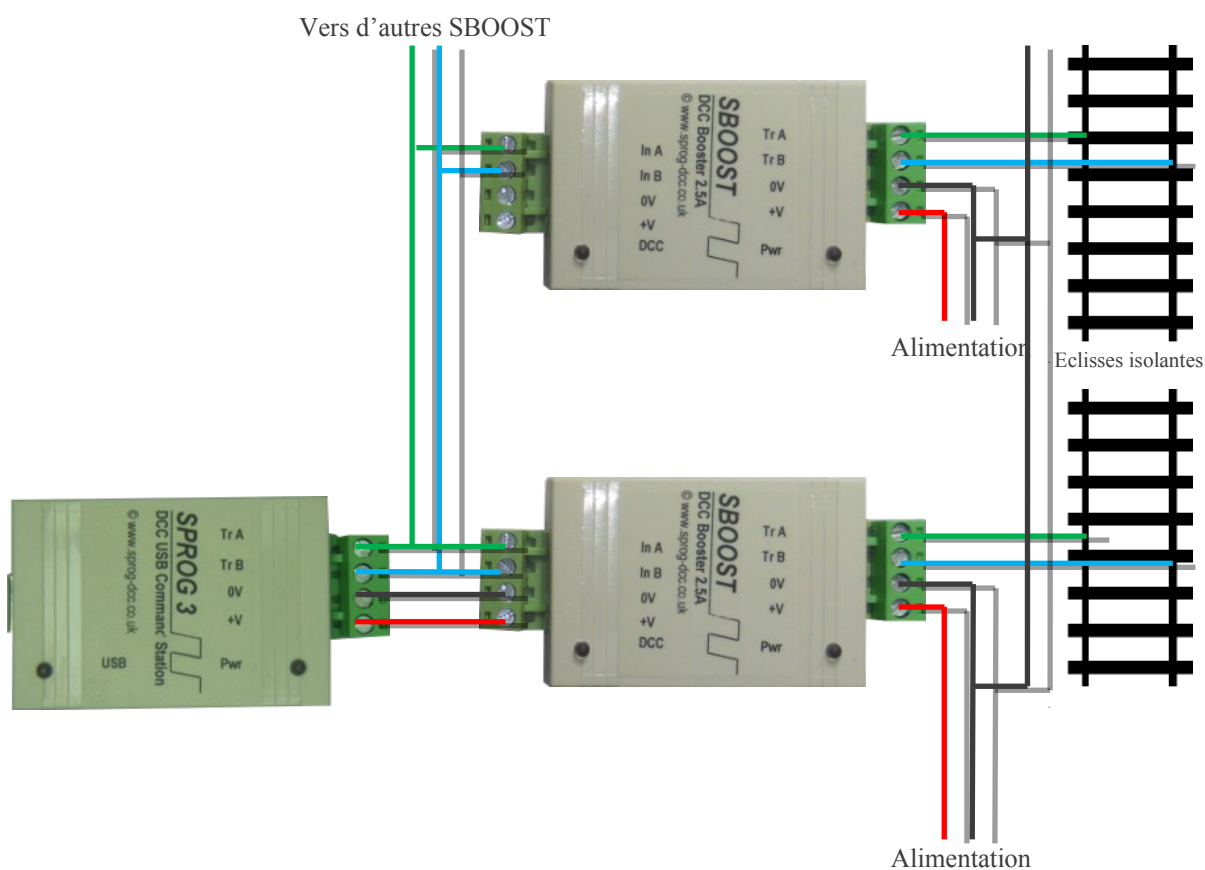 Vers d’autres SBOOST
SBOOST
DCC Booster 2.5A
© www.sprog-dcc.co.uk
In A
In B
0V
+V
DCC
Tr A
Tr B
0V
+V
Pwr
Alimentation
Eclisses isolantes
SPROG 3
DCC USB Command Station
© www.sprog-dcc.co.uk
USB
Tr A
Tr B
0V
+V
Pwr
SBOOST
DCC Booster 2.5A
© www.sprog-dcc.co.uk
In A
In B
0V
+V
DCC
Tr A
Tr B
0V
+V
Pwr
Alimentation